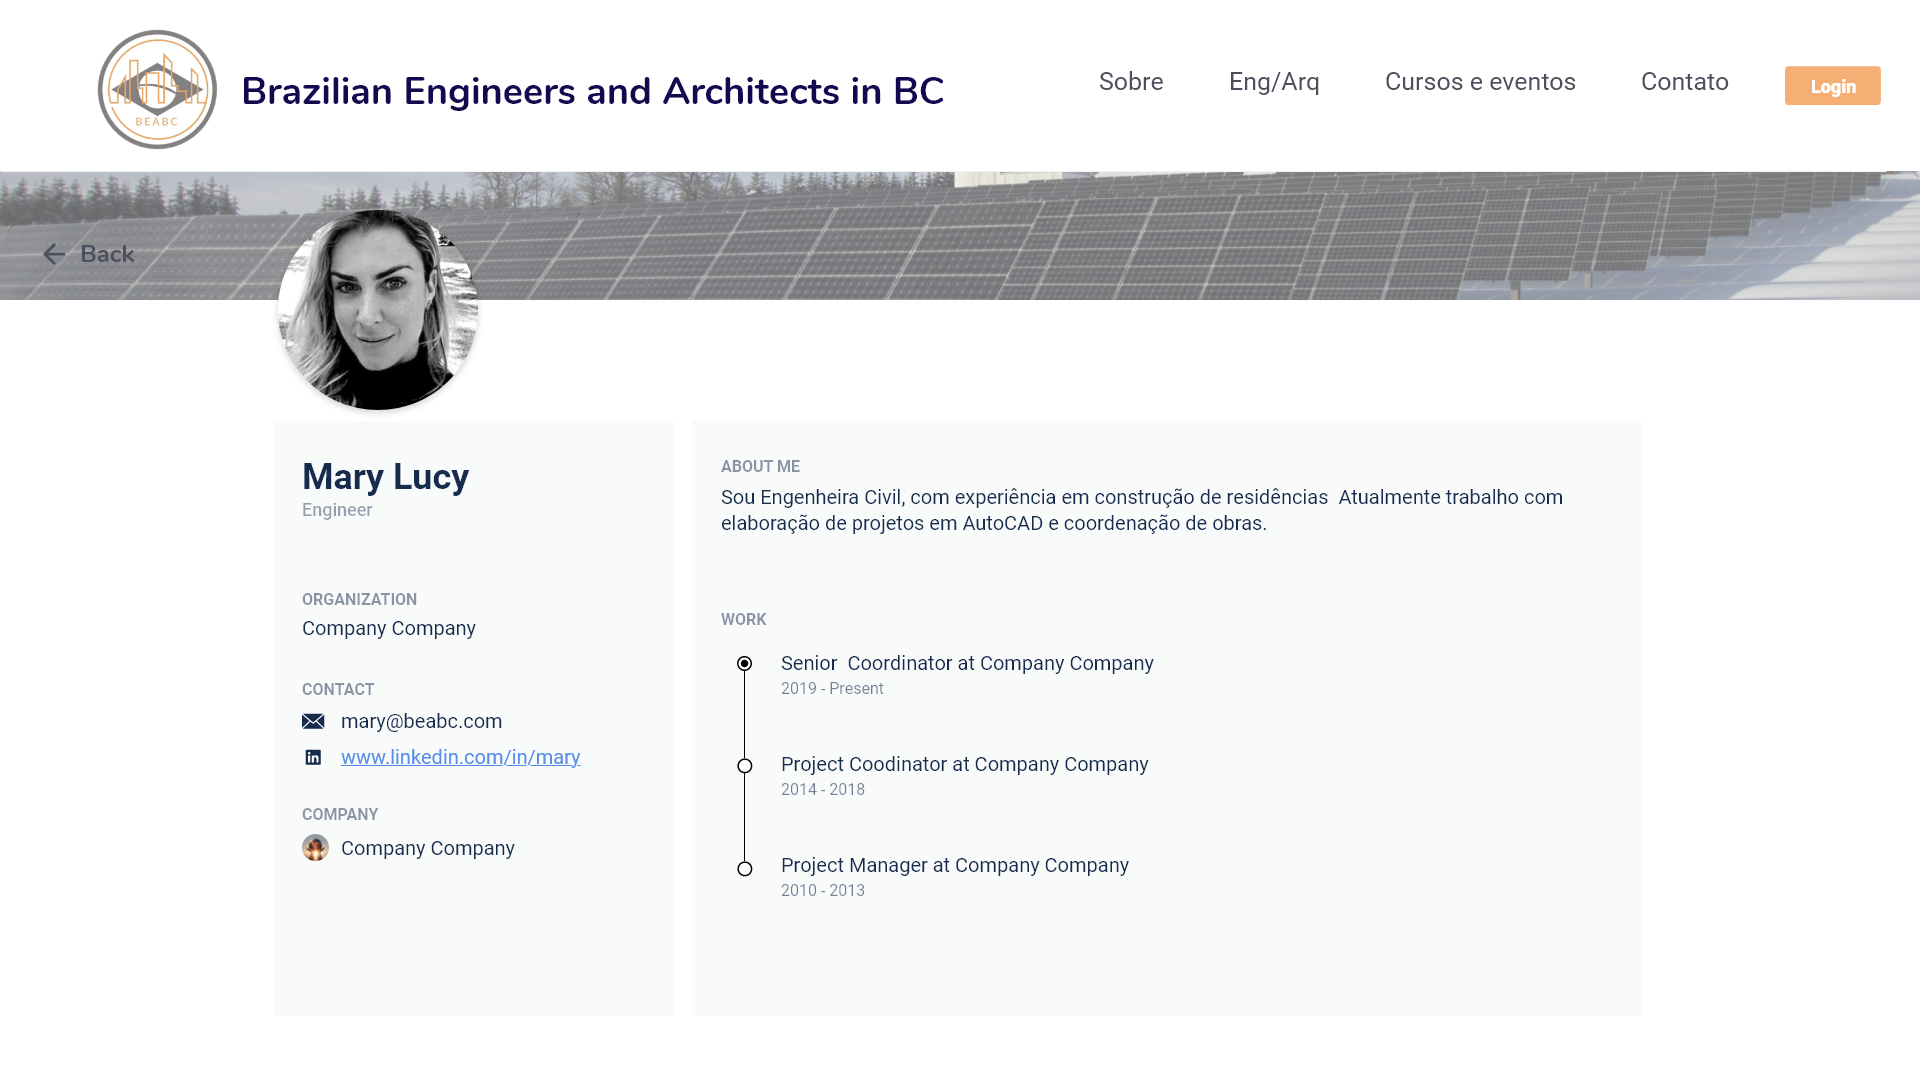 BEABC
Brazilian Engineers and Architects in BC
Sobre
Eng/Arq
Cursos e eventos
Contato
Login
Back
Mary Lucy
Engineer
ORGANIZATION
Company Company
CONTACT
mary@beabc.com
www.linkedin.com/in/mary
COMPANY
Company Company
ABOUT ME
Sou Engenheira Civil, com experiência em construção de residências  Atualmente trabalho com
elaboração de projetos em AutoCAD e coordenação de obras.
WORK
Senior  Coordinator at Company Company
2019 - Present
Project Coodinator at Company Company
2014 - 2018
Project Manager at Company Company
2010 - 2013